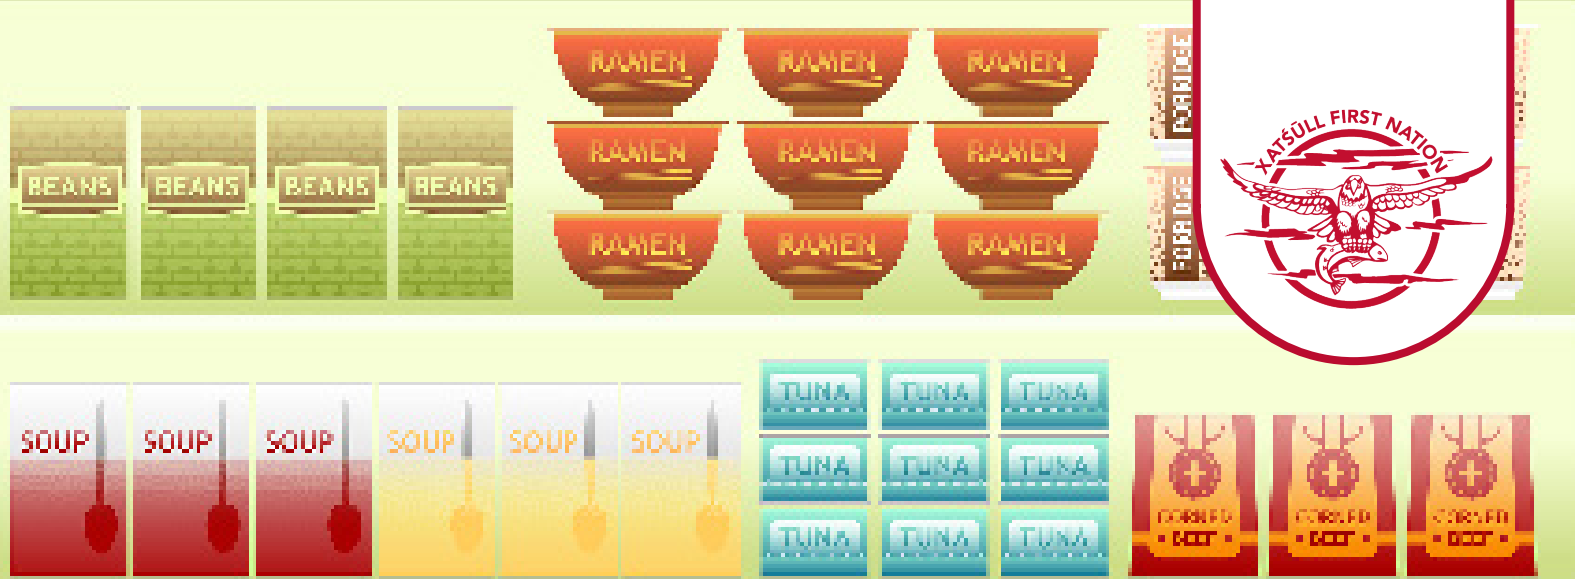 BEANS BEANS BEANS BEANS
RAMEN RAMEN RAMEN
RAMEN RAMEN RAMEN
RAMEN RAMEN RAMEN
PORRIDGE
PORRIDGE
XATŚŪLL FIRST NATION
SOUP SOUP SOUP SOUP SOUP SOUP
TUNA TUNA TUNA
TUNA TUNA TUNA
TUNA TUNA TUNA
CORNED BEEF
CORNED BEEF
CORNED BEEF